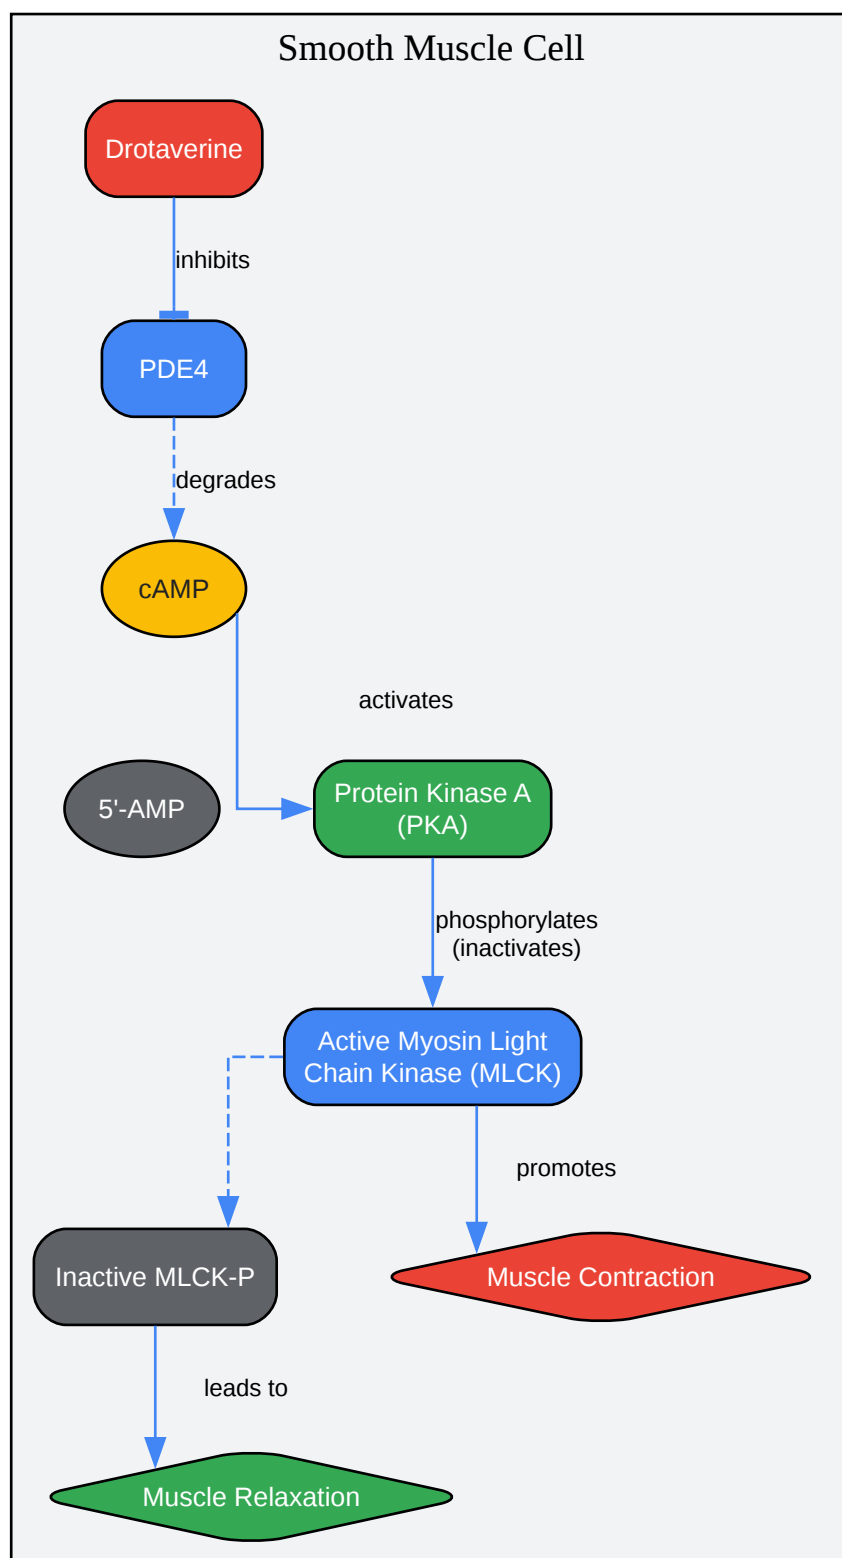 Smooth Muscle Cell
Drotaverine
inhibits
PDE4
degrades
cAMP
activates
5'-AMP
Protein Kinase A
(PKA)
phosphorylates
(inactivates)
Active Myosin Light
Chain Kinase (MLCK)
promotes
Inactive MLCK-P
Muscle Contraction
leads to
Muscle Relaxation